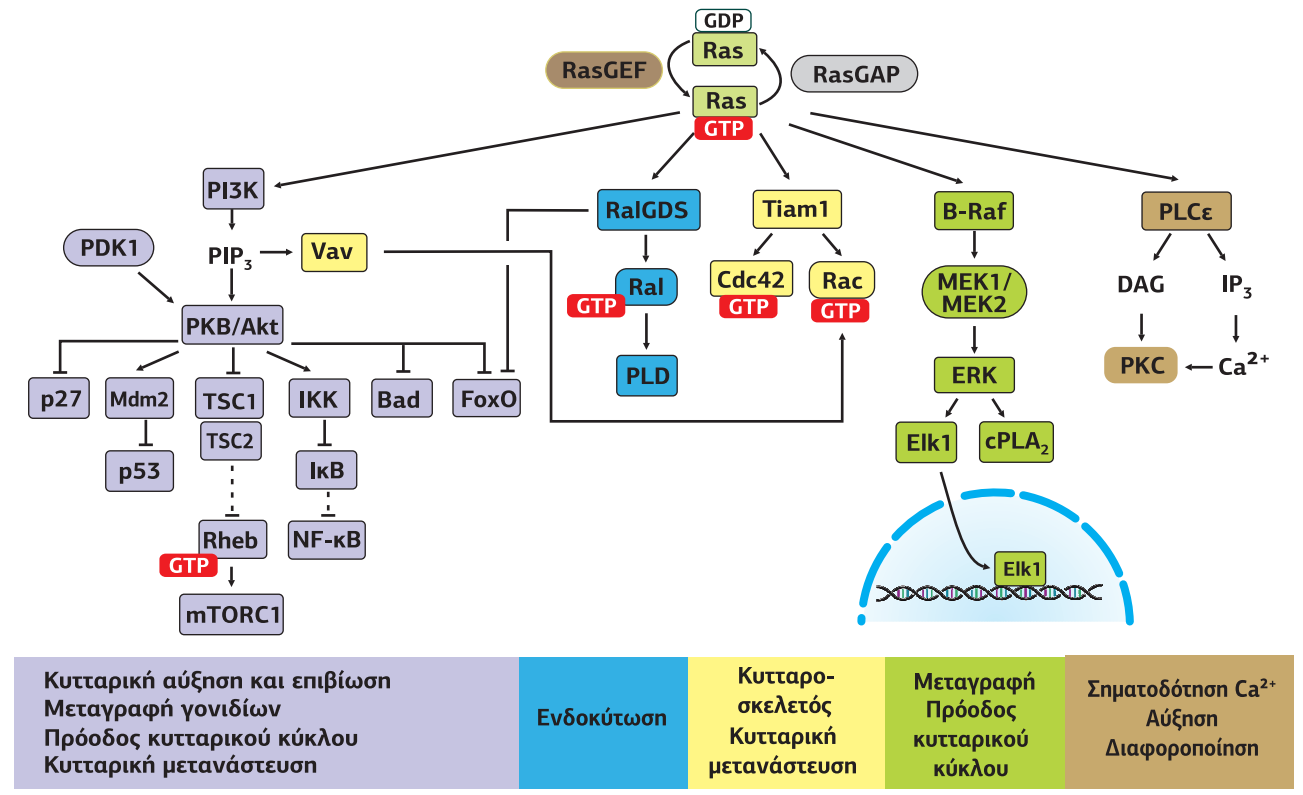 GDP
Ras
RasGEF
RasGAP
Ras
GTP
PI3K
RalGDS
Tiam1
B-Raf
PLCε
PDK1
PIP₃
Vav
Ral
GTP
Cdc42
GTP
Rac
GTP
MEK1/
MEK2
DAG
IP₃
PKB/Akt
PLD
ERK
PKC
Ca²⁺
p27
Mdm2
TSC1
IKK
Bad
FoxO
TSC2
p53
IκB
Elk1
cPLA₂
Rheb
GTP
NF-κB
Elk1
mTORC1
Κυτταρική αύξηση και επιβίωση
Μεταγραφή γονιδίων
Πρόοδος κυτταρικού κύκλου
Κυτταρική μετανάστευση
Ενδοκύτωση
Κυτταρο-
σκελετός
Κυτταρική
μετανάστευση
Μεταγραφή
Πρόοδος
κυτταρικού
κύκλου
Σηματοδότηση Ca²⁺
Αύξηση
Διαφοροποίηση